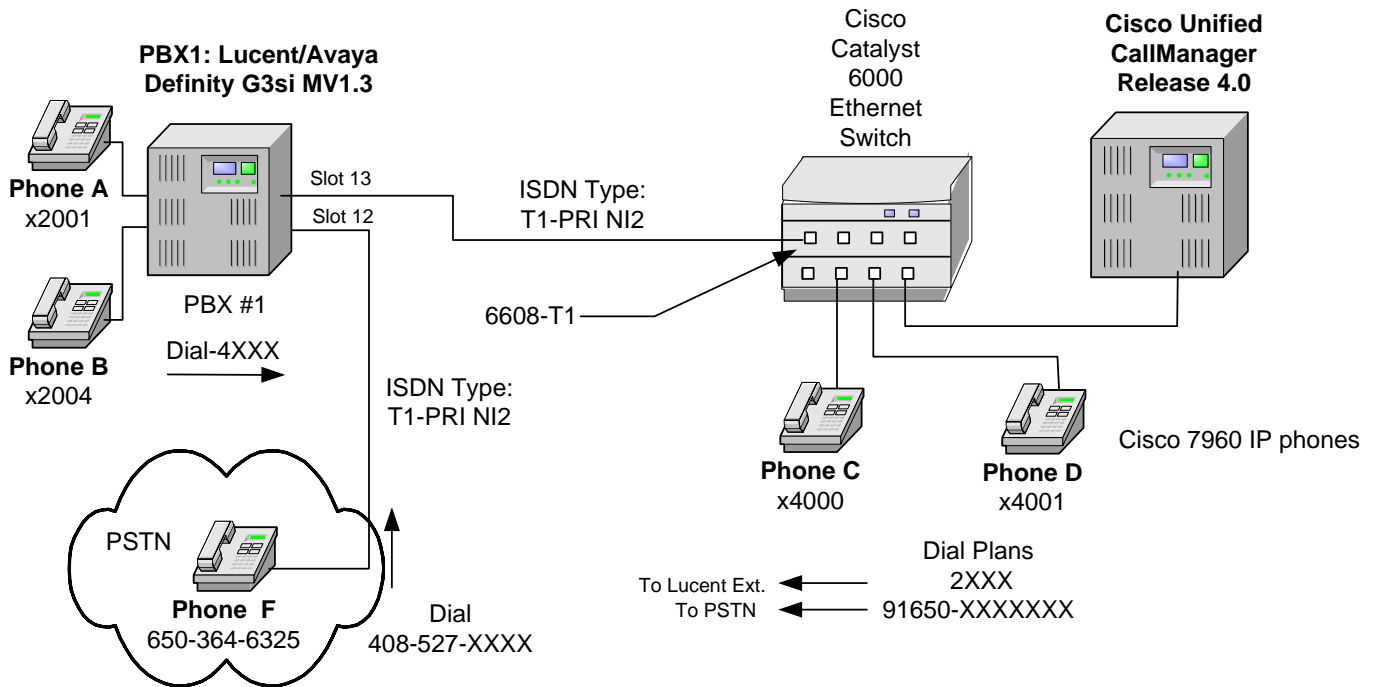 PBX1: Lucent/Avaya
Definity G3si MV1.3
Cisco
Catalyst
6000
Ethernet
Switch
Cisco Unified
CallManager
Release 4.0
Phone A
x2001
Slot 13
Slot 12
ISDN Type:
T1-PRI NI2
Phone B
x2004
PBX #1
Dial-4XXX
6608-T1
ISDN Type:
T1-PRI NI2
Phone C
x4000
Phone D
x4001
Cisco 7960 IP phones
PSTN
Phone F
650-364-6325
Dial
408-527-XXXX
Dial Plans
To Lucent Ext.
2XXX
To PSTN
91650-XXXXXXX